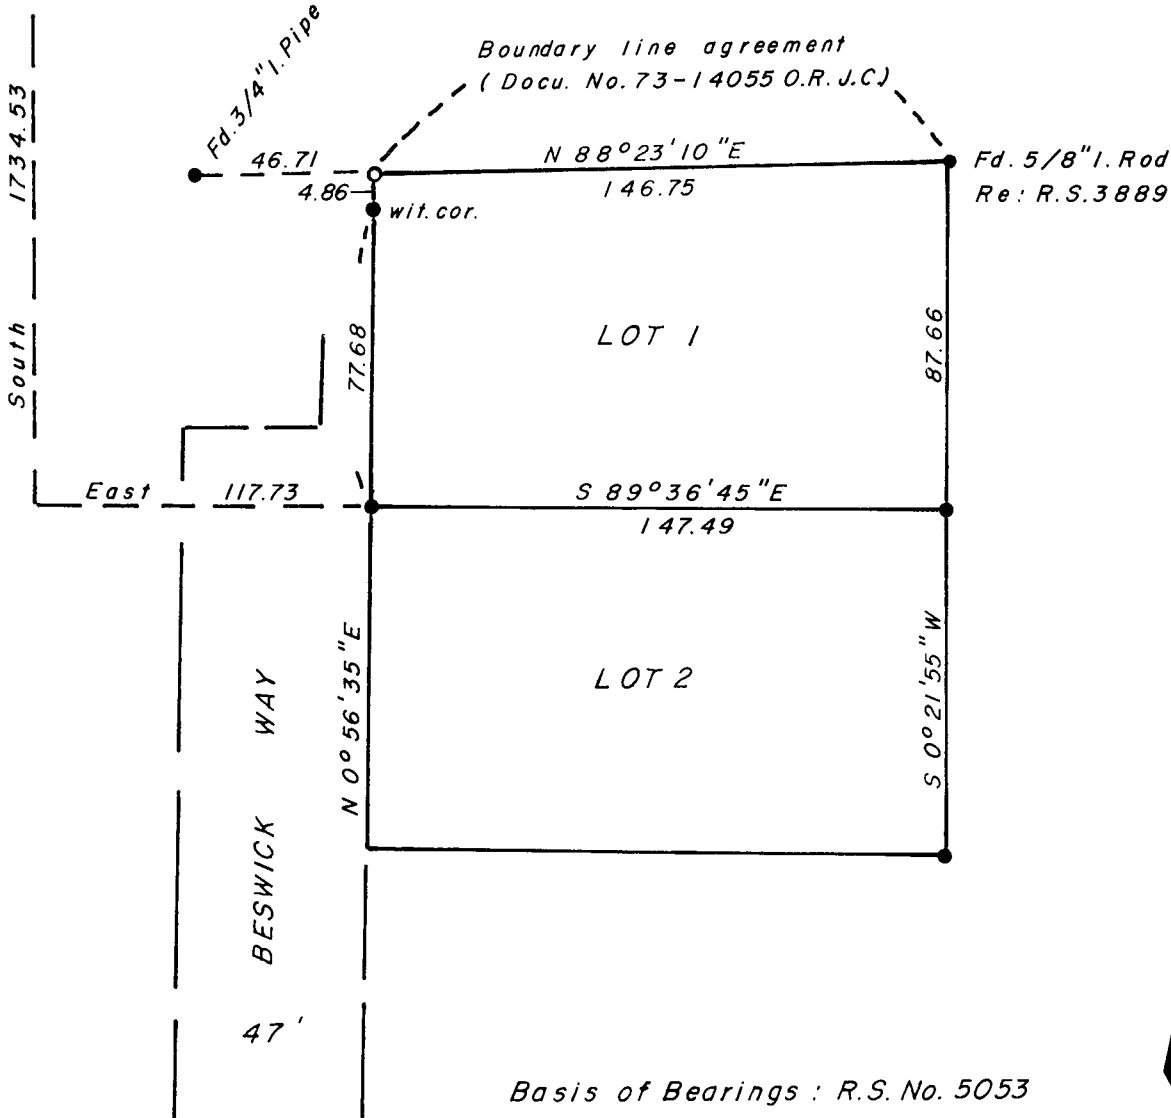 Boundary line agreement
( Docu. No. 73-14055 O.R.J.C.)
Fd. 3/4" I. Pipe
1734.53
South
46.71
4.86
wit. cor.
N 88°23'10"E
146.75
Fd. 5/8" I. Rod
Re: R.S. 3889
LOT 1
77.68
87.66
East 117.73
S 89°36'45"E
147.49
LOT 2
N 0°56'35"E
S 0°21'55"W
BESWICK WAY
47'
Basis of Bearings : R.S. No. 5053